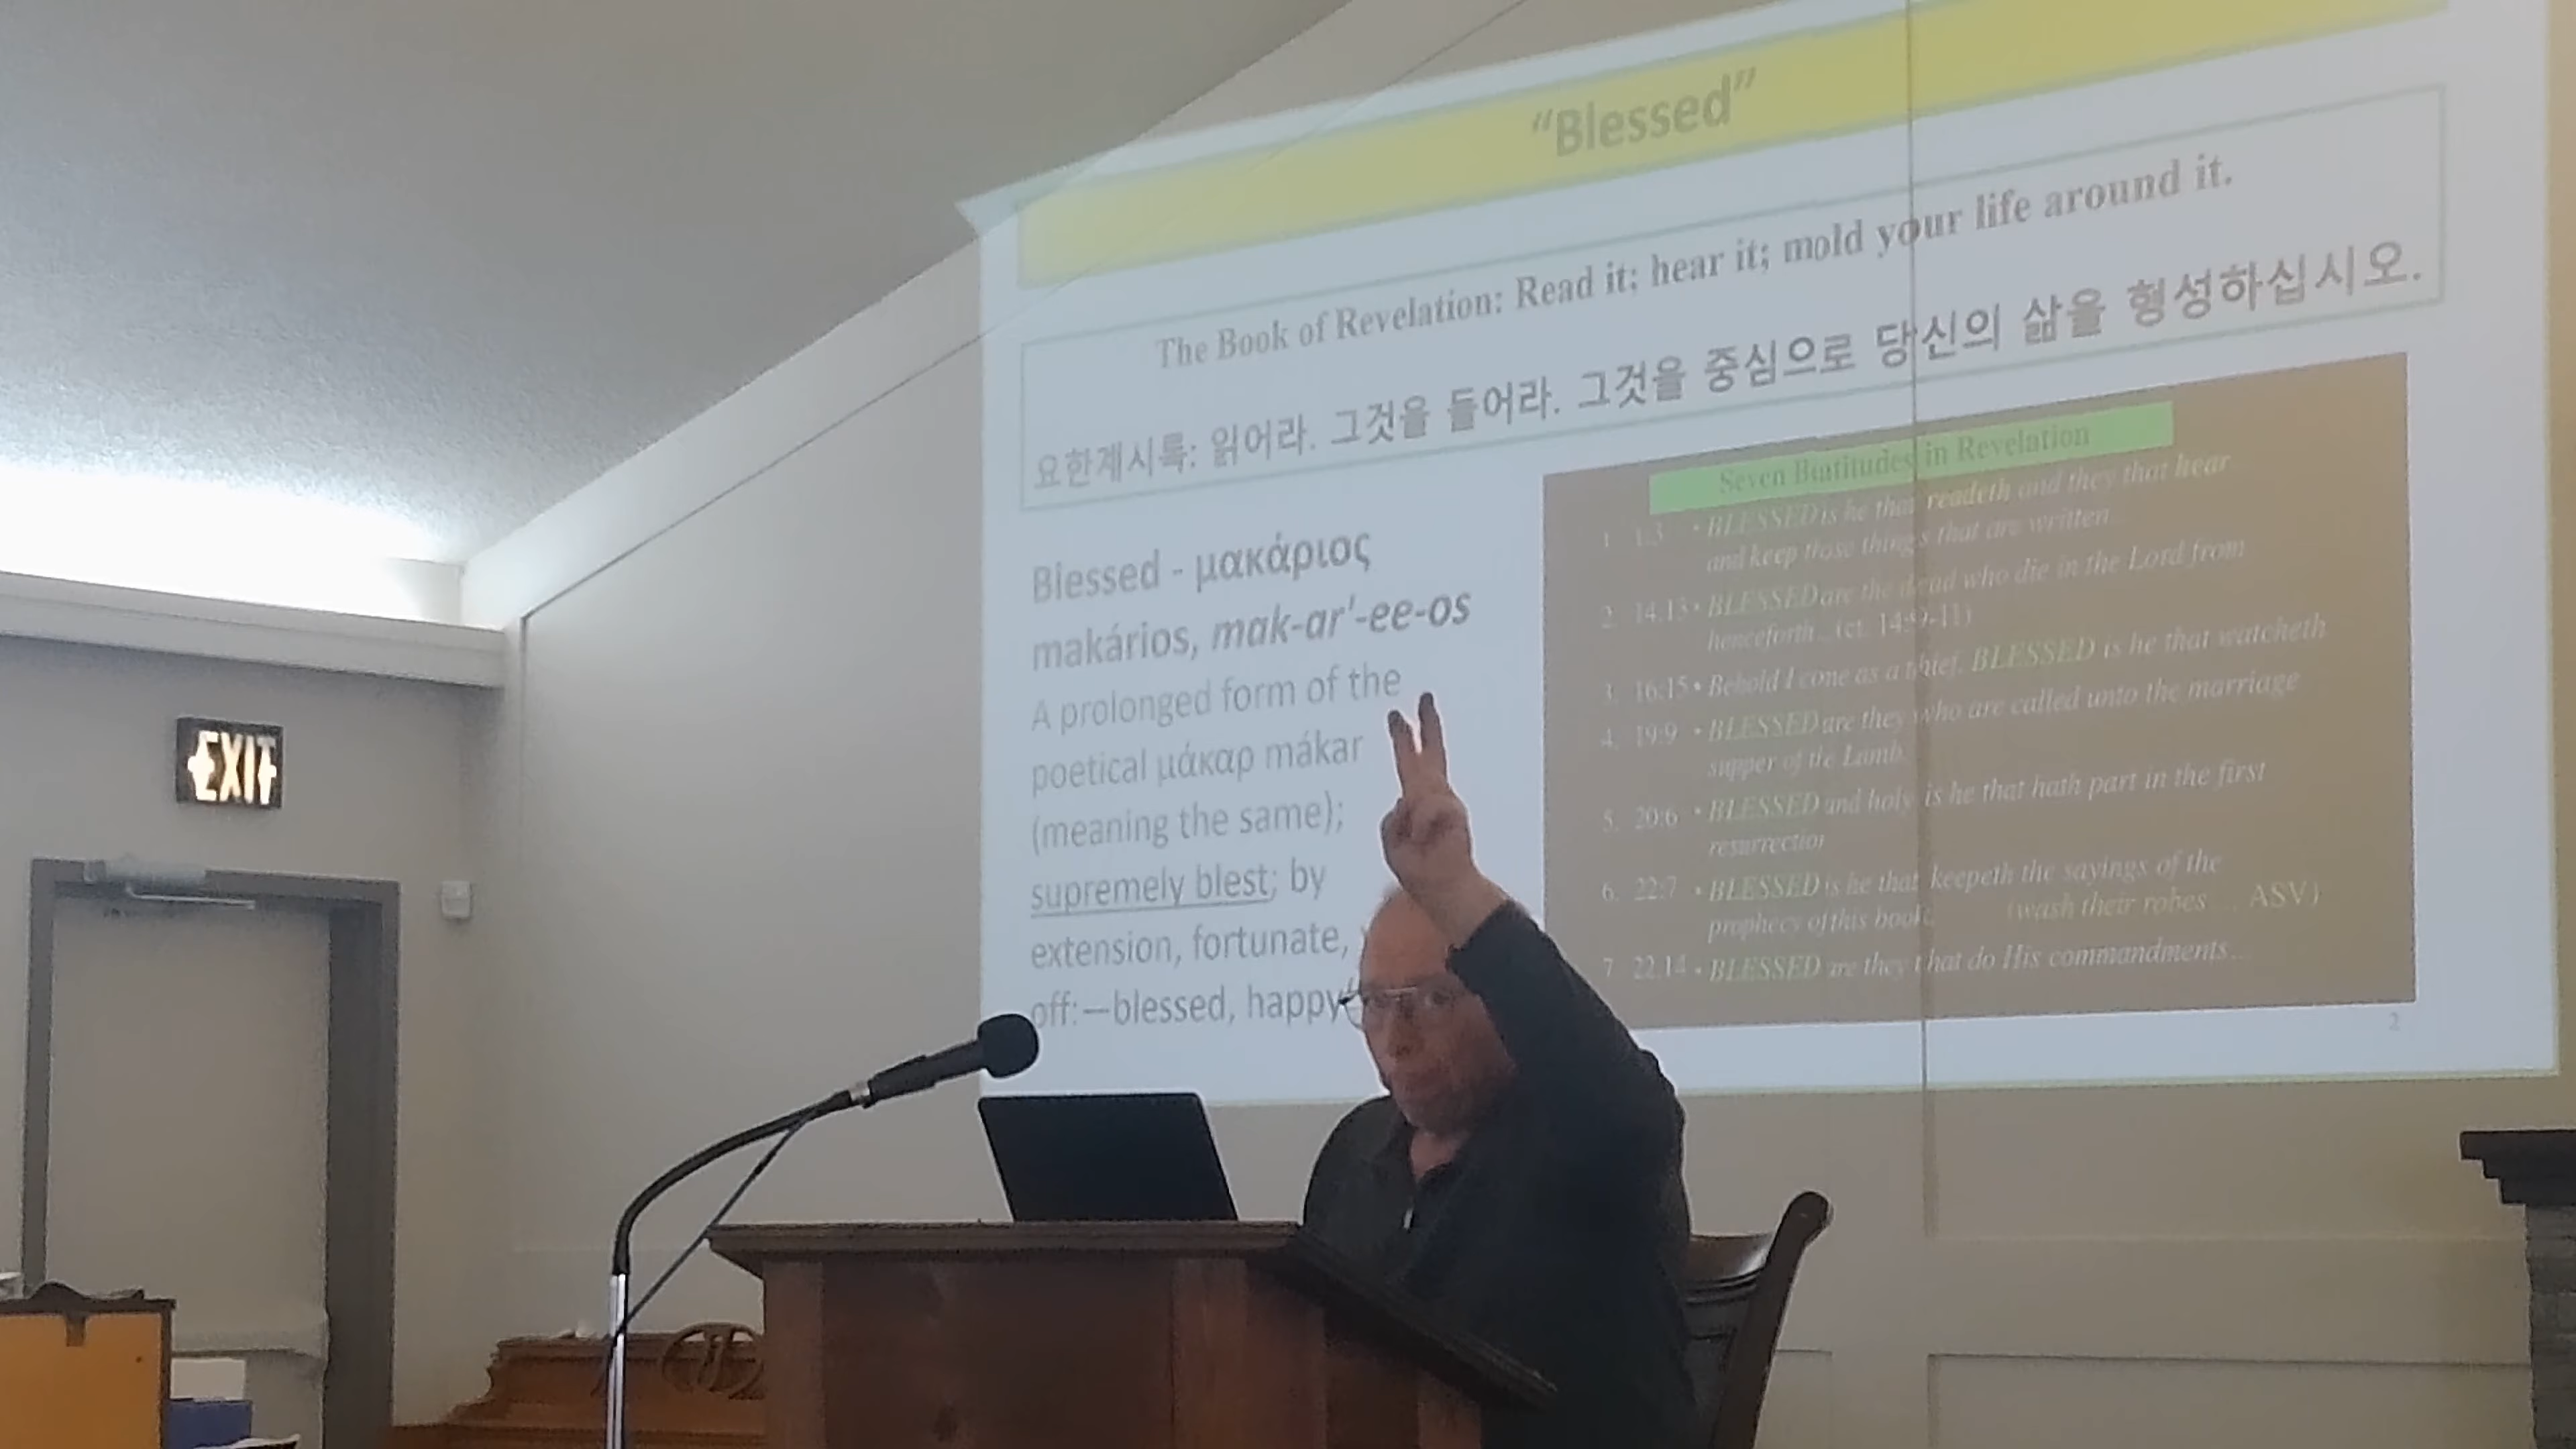 "Blessed"
The Book of Revelation: Read it; hear it; mold your life around it.
요한계시록: 읽어라. 그것을 들어라. 그것을 중심으로 당신의 삶을 형성하십시오.
Blessed - μακάριος
makários, mak-ar'-ee-os
A prolonged form of the
poetical μάκαρ mákar
(meaning the same);
supremely blest; by
extension, fortunate,
off:—blessed, happy
Seven Biatitudes in Revelation
1. 1:3 • BLESSED is he that readeth and they that hear
and keep those things that are written...
2. 14:13 • BLESSED are the dead who die in the Lord from
henceforth... (cf. 14:9-11)
3. 16:15 • Behold I come as a thief. BLESSED is he that watcheth
4. 19:9 • BLESSED are they who are called unto the marriage
supper of the Lamb
5. 20:6 • BLESSED and holy is he that hath part in the first
resurrection
6. 22:7 • BLESSED is he that keepeth the sayings of the
prophecy of this book. (wash their robes ... ASV)
7. 22:14 • BLESSED are they that do His commandments...
2
EXIT